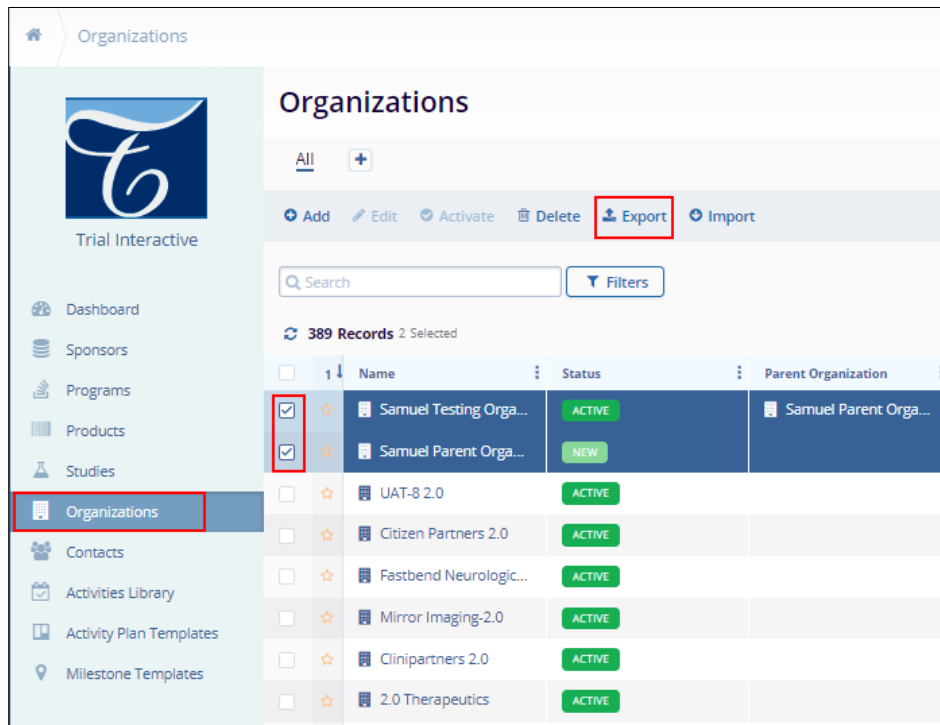 Organizations
Trial Interactive
Dashboard
Sponsors
Programs
Products
Studies
Organizations
Contacts
Activities Library
Activity Plan Templates
Milestone Templates
Organizations
All
Add Edit Activate Delete Export Import
Search Filters
389 Records 2 Selected
1 Name Status Parent Organization
Samuel Testing Orga... ACTIVE Samuel Parent Orga...
Samuel Parent Orga... NEW
UAT-8 2.0 ACTIVE
Citizen Partners 2.0 ACTIVE
Fastbend Neurologic... ACTIVE
Mirror Imaging-2.0 ACTIVE
Clinipartners 2.0 ACTIVE
2.0 Therapeutics ACTIVE